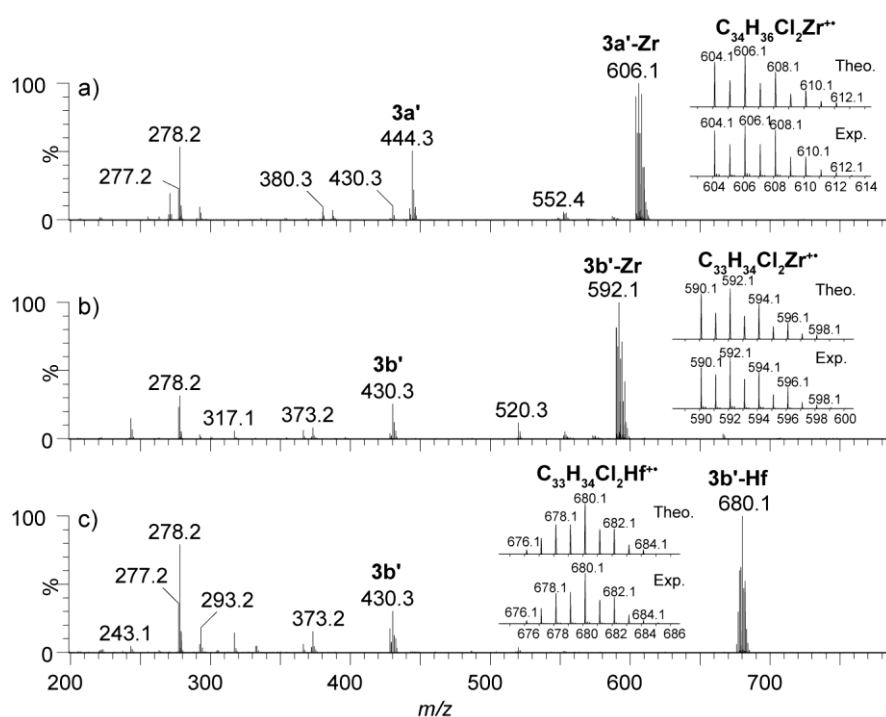 a)
100
%
0
277.2
278.2
380.3
430.3
3a'
444.3
552.4
3a'-Zr
606.1
C34H36Cl2Zr+•
604.1
606.1
608.1
610.1
612.1
Theo.
604.1
606.1
608.1
610.1
612.1
Exp.
604 606 608 610 612 614
b)
100
%
0
278.2
317.1
373.2
3b'
430.3
520.3
3b'-Zr
592.1
C33H34Cl2Zr+•
590.1
592.1
594.1
596.1
598.1
Theo.
590.1
592.1
594.1
596.1
598.1
Exp.
590 592 594 596 598 600
c)
100
%
0
243.1
277.2
278.2
293.2
373.2
3b'
430.3
C33H34Cl2Hf+•
676.1
678.1
680.1
682.1
684.1
Theo.
676.1
678.1
680.1
682.1
684.1
Exp.
676 678 680 682 684 686
3b'-Hf
680.1
200 300 400 500 600 700
m/z